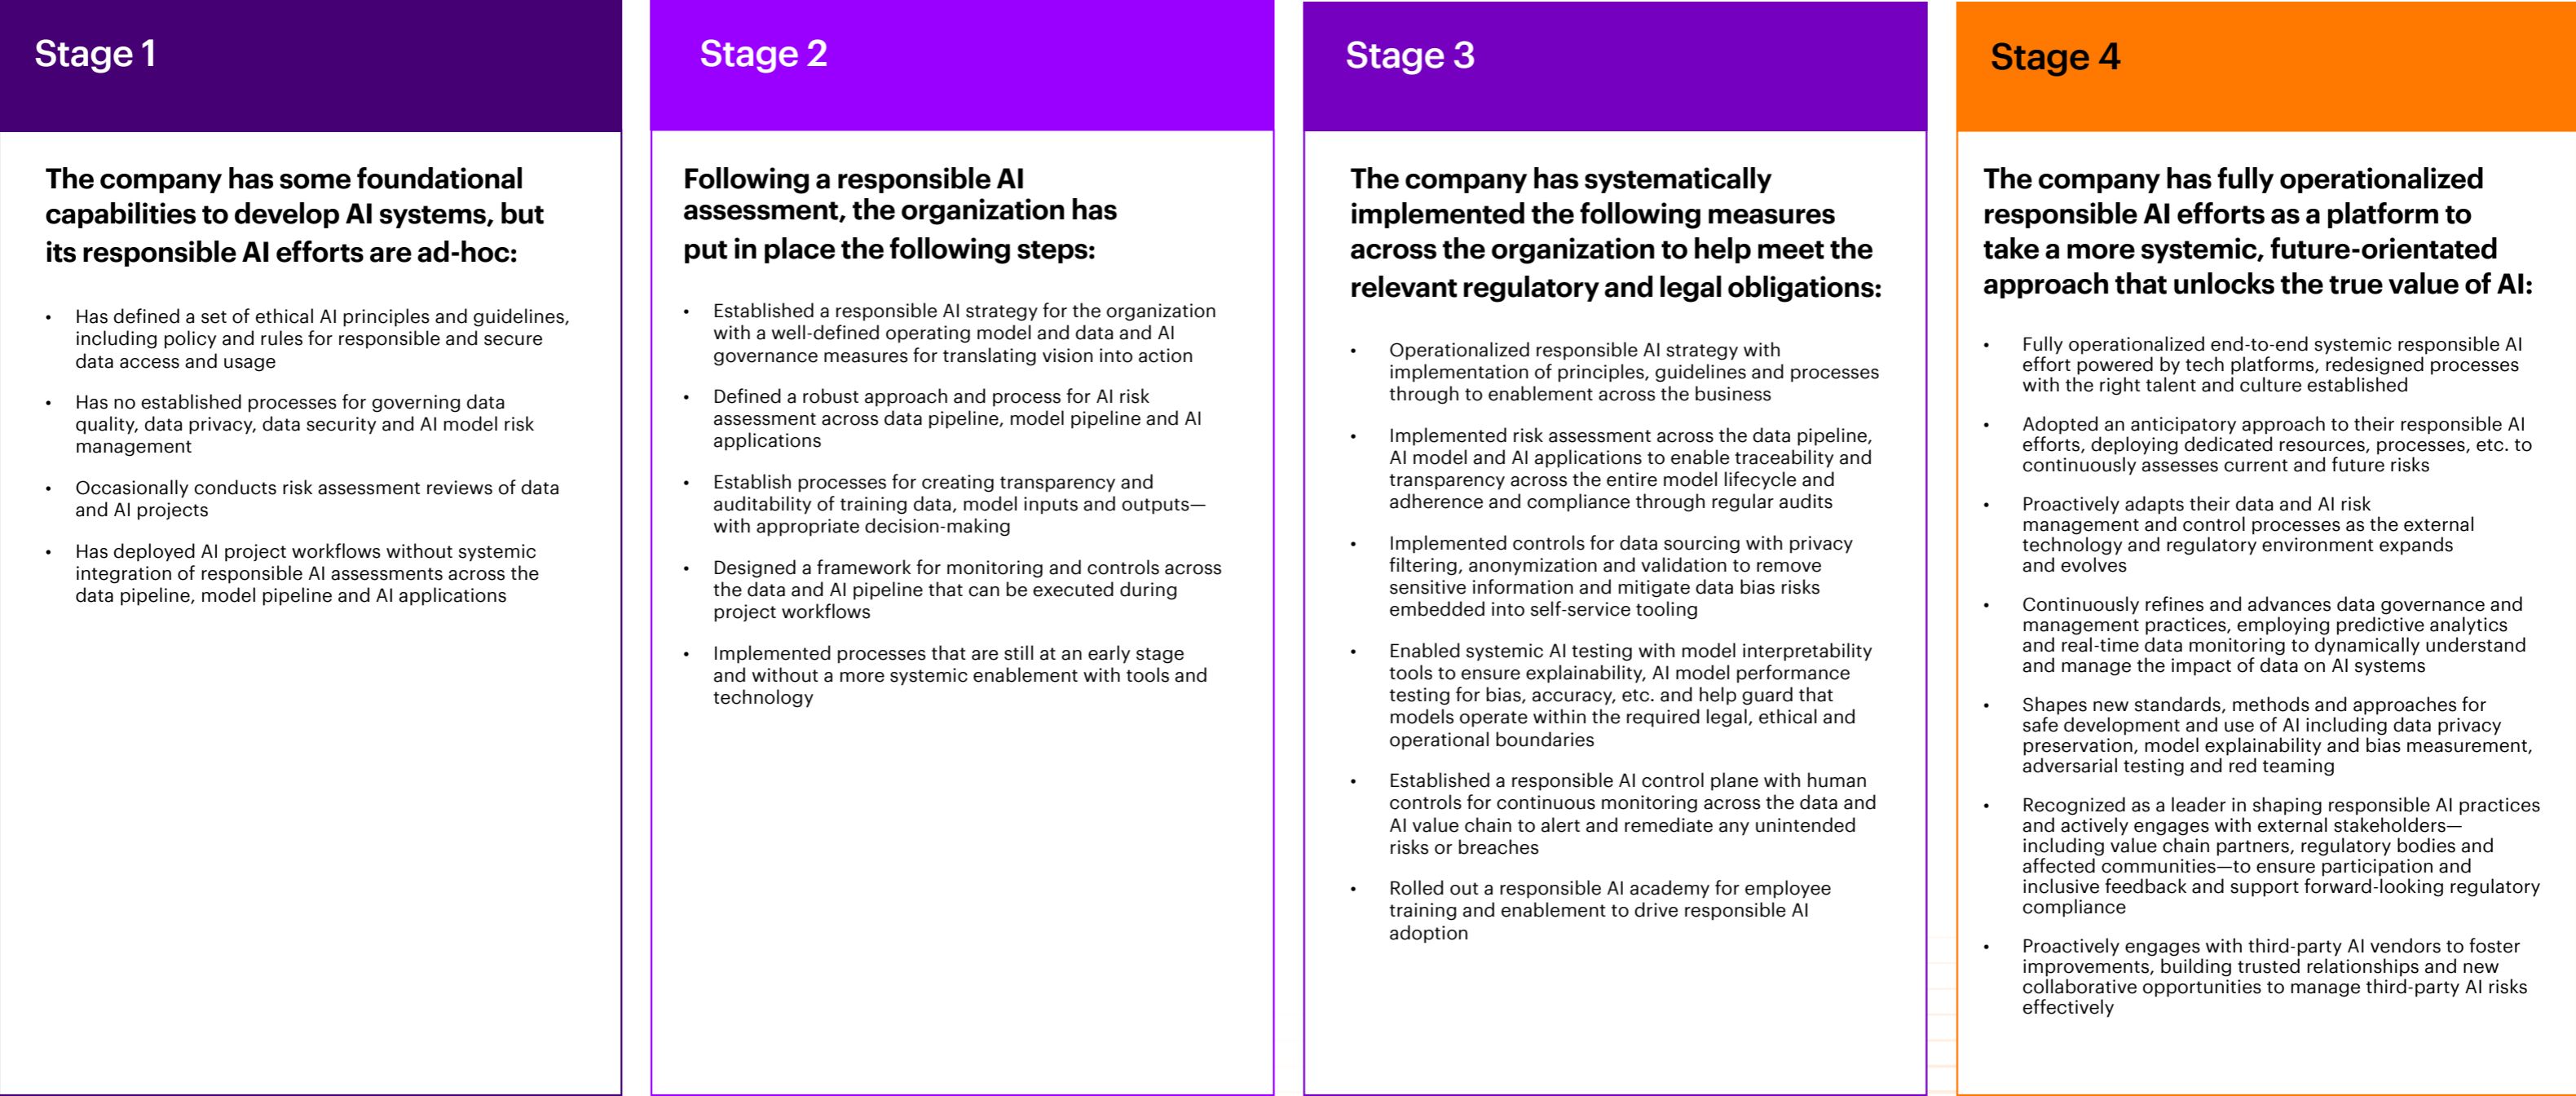 Stage 1
The company has some foundational
capabilities to develop AI systems, but
its responsible AI efforts are ad-hoc:
• Has defined a set of ethical AI principles and guidelines,
including policy and rules for responsible and secure
data access and usage
• Has no established processes for governing data
quality, data privacy, data security and AI model risk
management
• Occasionally conducts risk assessment reviews of data
and AI projects
• Has deployed AI project workflows without systemic
integration of responsible AI assessments across the
data pipeline, model pipeline and AI applications
Stage 2
Following a responsible AI
assessment, the organization has
put in place the following steps:
• Established a responsible AI strategy for the organization
with a well-defined operating model and data and AI
governance measures for translating vision into action
• Defined a robust approach and process for AI risk
assessment across data pipeline, model pipeline and AI
applications
• Establish processes for creating transparency and
auditability of training data, model inputs and outputs—
with appropriate decision-making
• Designed a framework for monitoring and controls across
the data and AI pipeline that can be executed during
project workflows
• Implemented processes that are still at an early stage
and without a more systemic enablement with tools and
technology
Stage 3
The company has systematically
implemented the following measures
across the organization to help meet the
relevant regulatory and legal obligations:
• Operationalized responsible AI strategy with
implementation of principles, guidelines and processes
through to enablement across the business
• Implemented risk assessment across the data pipeline,
AI model and AI applications to enable traceability and
transparency across the entire model lifecycle and
adherence and compliance through regular audits
• Implemented controls for data sourcing with privacy
filtering, anonymization and validation to remove
sensitive information and mitigate data bias risks
embedded into self-service tooling
• Enabled systemic AI testing with model interpretability
tools to ensure explainability, AI model performance
testing for bias, accuracy, etc. and help guard that
models operate within the required legal, ethical and
operational boundaries
• Established a responsible AI control plane with human
controls for continuous monitoring across the data and
AI value chain to alert and remediate any unintended
risks or breaches
• Rolled out a responsible AI academy for employee
training and enablement to drive responsible AI
adoption
Stage 4
The company has fully operationalized
responsible AI efforts as a platform to
take a more systemic, future-orientated
approach that unlocks the true value of AI:
• Fully operationalized end-to-end systemic responsible AI
effort powered by tech platforms, redesigned processes
with the right talent and culture established
• Adopted an anticipatory approach to their responsible AI
efforts, deploying dedicated resources, processes, etc. to
continuously assesses current and future risks
• Proactively adapts their data and AI risk
management and control processes as the external
technology and regulatory environment expands
and evolves
• Continuously refines and advances data governance and
management practices, employing predictive analytics
and real-time data monitoring to dynamically understand
and manage the impact of data on AI systems
• Shapes new standards, methods and approaches for
safe development and use of AI including data privacy
preservation, model explainability and bias measurement,
adversarial testing and red teaming
• Recognized as a leader in shaping responsible AI practices
and actively engages with external stakeholders—
including value chain partners, regulatory bodies and
affected communities—to ensure participation and
inclusive feedback and support forward-looking regulatory
compliance
• Proactively engages with third-party AI vendors to foster
improvements, building trusted relationships and new
collaborative opportunities to manage third-party AI risks
effectively